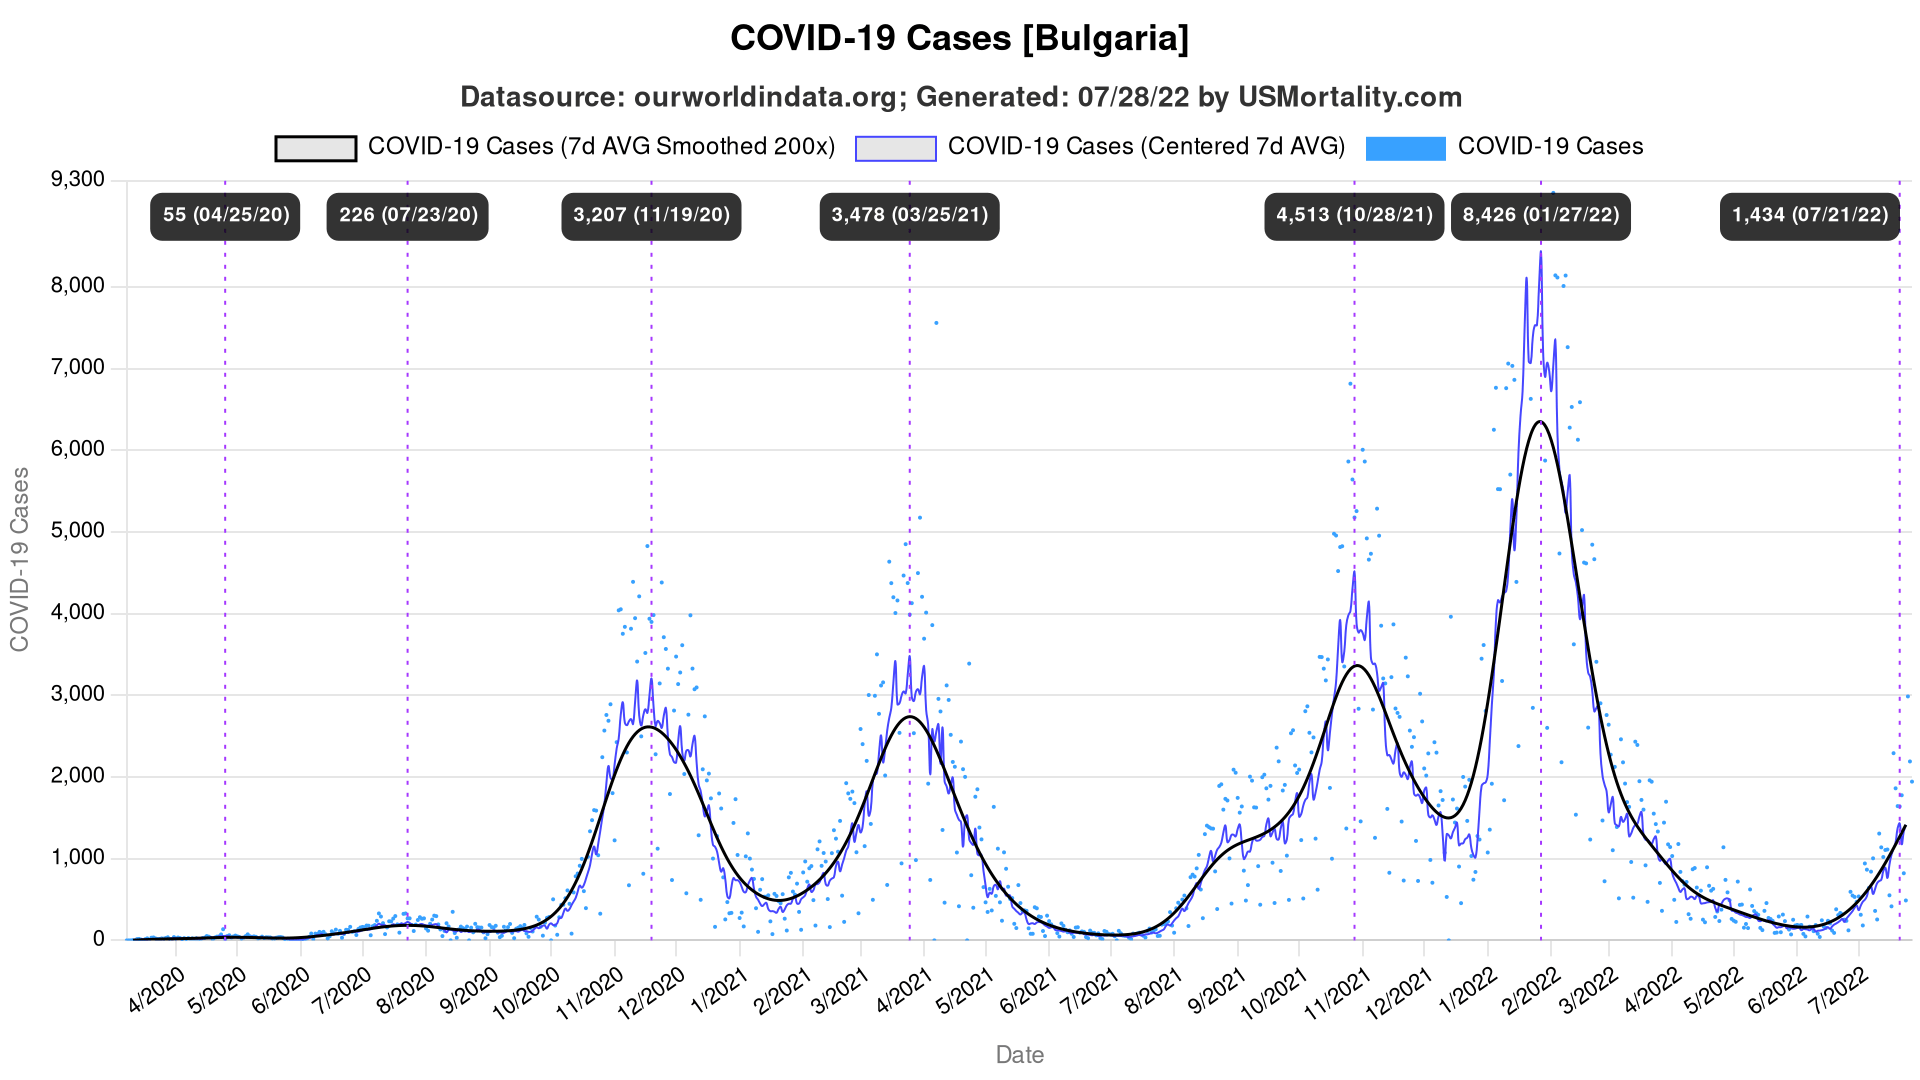 COVID-19 Cases [Bulgaria]
Datasource: ourworldindata.org; Generated: 07/28/22 by USMortality.com
COVID-19 Cases (7d AVG Smoothed 200x) COVID-19 Cases (Centered 7d AVG) COVID-19 Cases
9,300
55 (04/25/20) 226 (07/23/20) 3,207 (11/19/20) 3,478 (03/25/21) 4,513 (10/28/21) 8,426 (01/27/22) 1,434 (07/21/22)
8,000
7,000
6,000
5,000
4,000
3,000
2,000
1,000
0
COVID-19 Cases
4/2020 5/2020 6/2020 7/2020 8/2020 9/2020 10/2020 11/2020 12/2020 1/2021 2/2021 3/2021 4/2021 5/2021 6/2021 7/2021 8/2021 9/2021 10/2021 11/2021 12/2021 1/2022 2/2022 3/2022 4/2022 5/2022 6/2022 7/2022
Date